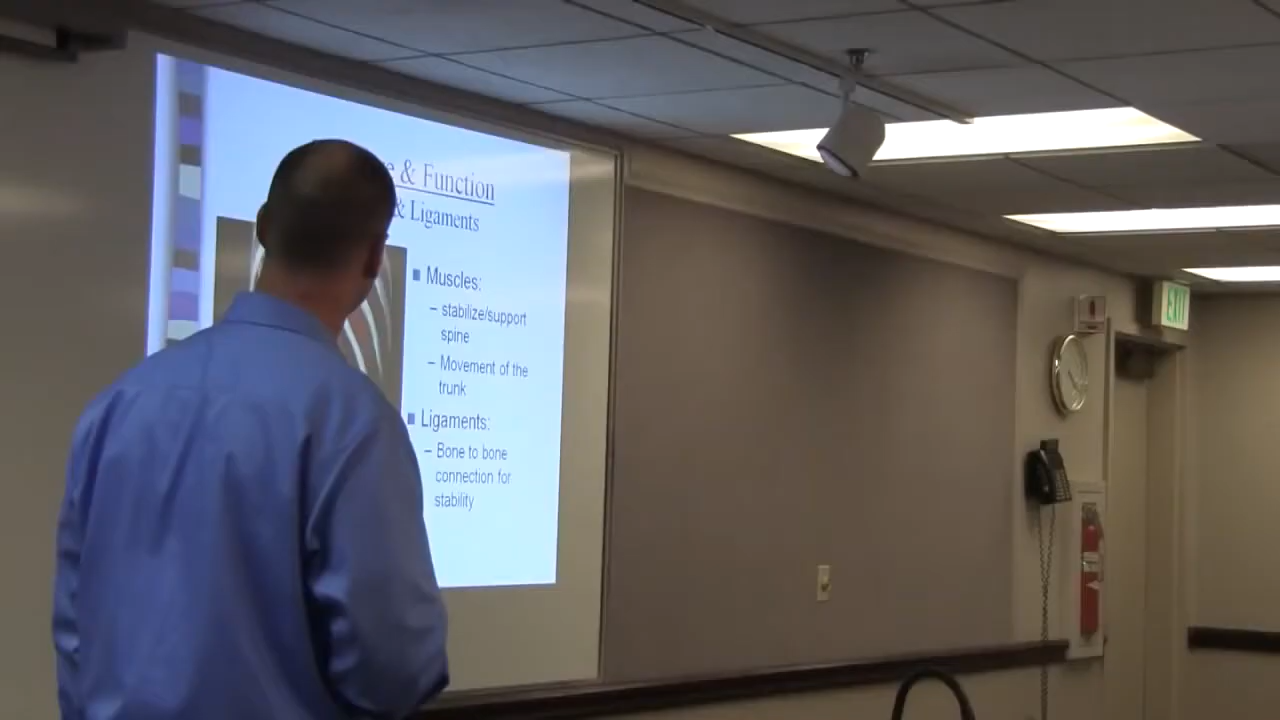 & Function
& Ligaments
Muscles:
– stabilize/support
spine
– Movement of the
trunk
Ligaments:
– Bone to bone
connection for
stability
EXIT